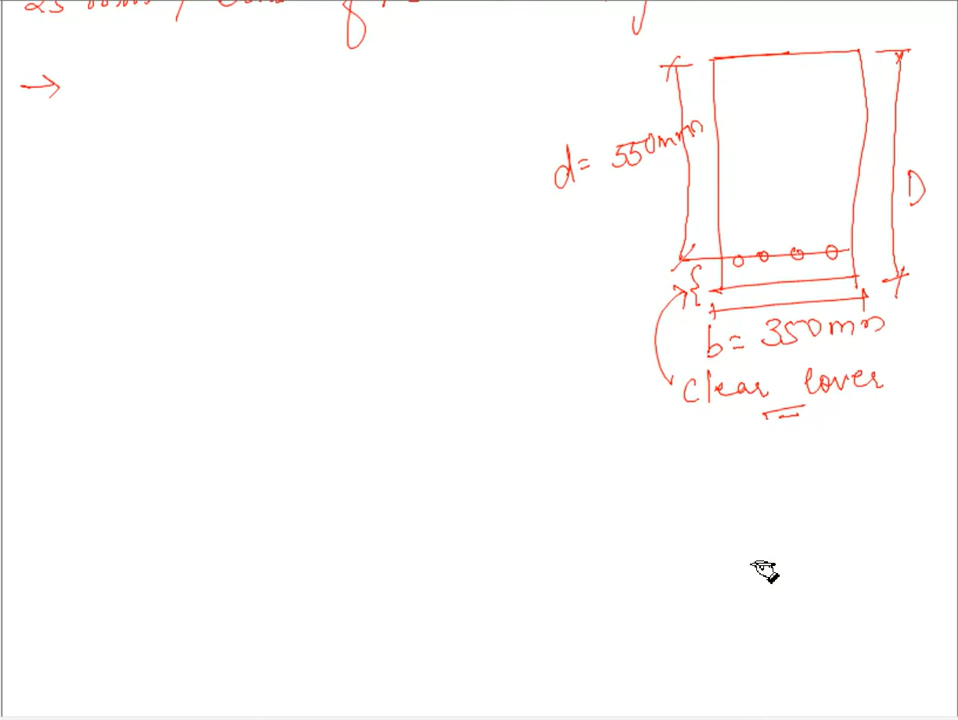 →
d = 550mm
D
b = 350mm
clear cover